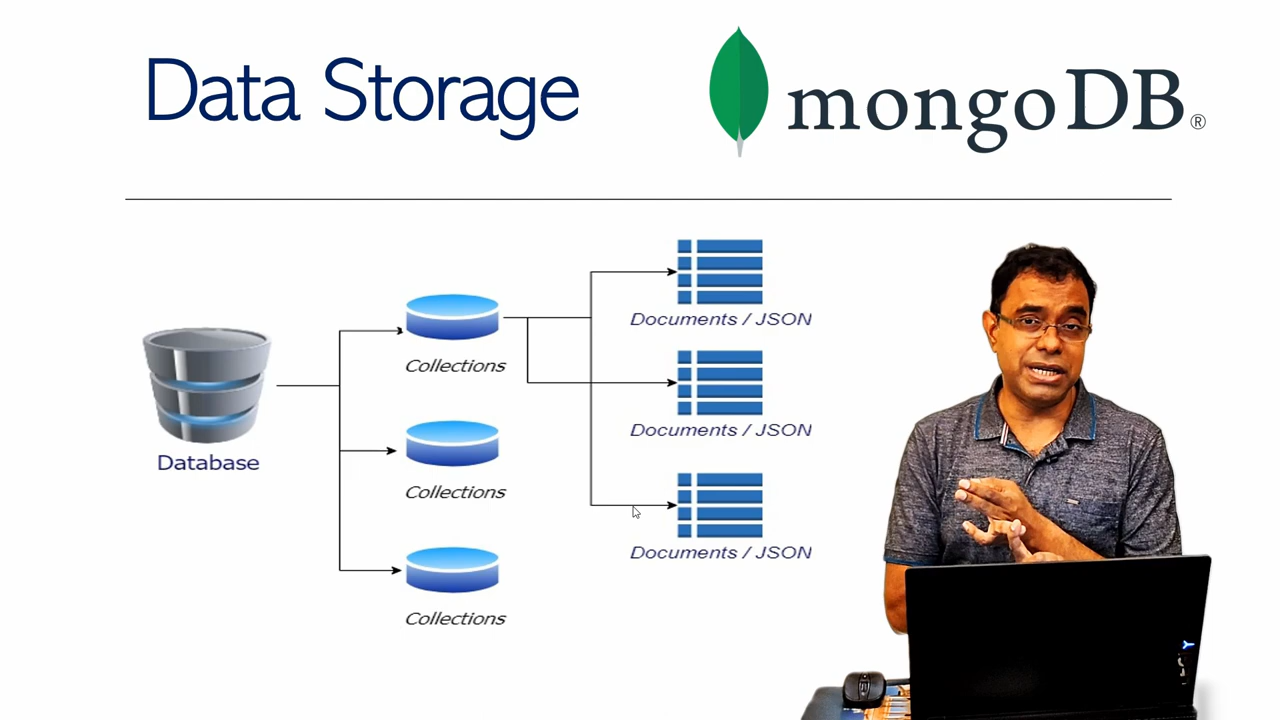 Data Storage
mongoDB®
Documents / JSON
Collections
Documents / JSON
Database
Collections
Documents / JSON
Collections